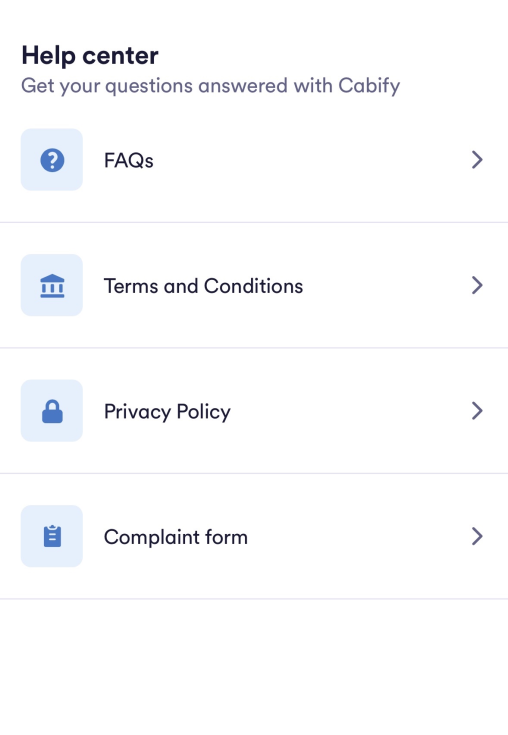 Help center
Get your questions answered with Cabify
FAQs
Terms and Conditions
Privacy Policy
Complaint form